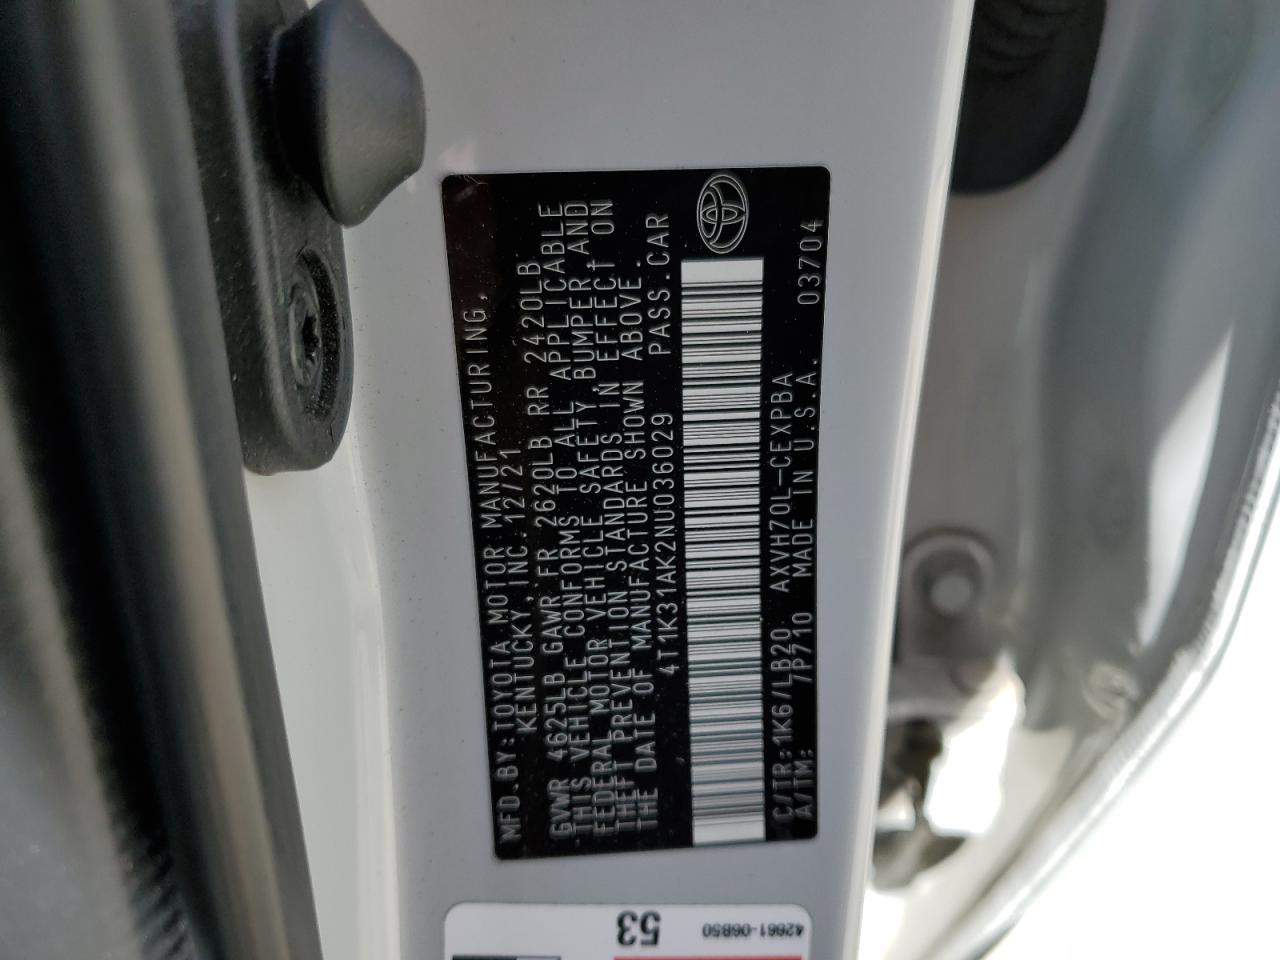 MFD.BY:TOYOTA MOTOR MANUFACTURING,
KENTUCKY,INC.12/21
GVWR 4625LB GAWR FR 2620LB RR 2420LB
THIS VEHICLE CONFORMS TO ALL APPLICABLE
FEDERAL MOTOR VEHICLE SAFETY,BUMPER AND
THEFT PREVENTION STANDARDS IN EFFECT ON
THE DATE OF MANUFACTURE SHOWN ABOVE.
4T1K31AK2NU036029 PASS.CAR
C/TR:1K6/LB20 AXVH70L-CEXPBA
A/TM: 7P710 MADE IN U.S.A. 03704
53 42661-06B50